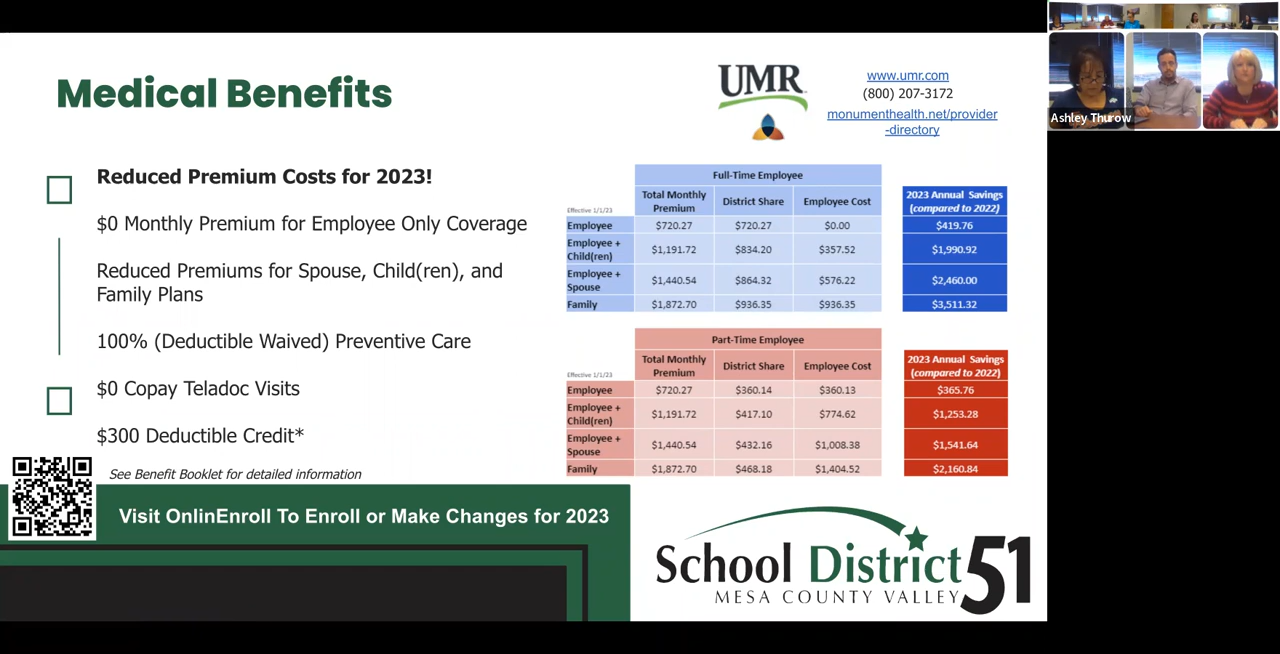 Medical Benefits
UMR
www.umr.com
(800) 207-3172
monumenthealth.net/provider
-directory
Ashley Thurow
Reduced Premium Costs for 2023!
$0 Monthly Premium for Employee Only Coverage
Reduced Premiums for Spouse, Child(ren), and
Family Plans
100% (Deductible Waived) Preventive Care
$0 Copay Teladoc Visits
$300 Deductible Credit*
See Benefit Booklet for detailed information
Visit OnlinEnroll To Enroll or Make Changes for 2023
Full-Time Employee
Effective 1/1/23
Total Monthly Premium District Share Employee Cost
2023 Annual Savings (compared to 2022)
Employee $720.27 $720.27 $0.00 $419.76
Employee + Child(ren) $1,191.72 $834.20 $357.52 $1,990.92
Employee + Spouse $1,440.54 $864.32 $576.22 $2,460.00
Family $1,872.70 $936.35 $936.35 $3,511.32
Part-Time Employee
Effective 1/1/23
Total Monthly Premium District Share Employee Cost
2023 Annual Savings (compared to 2022)
Employee $720.27 $360.14 $360.13 $365.76
Employee + Child(ren) $1,191.72 $417.10 $774.62 $1,253.28
Employee + Spouse $1,440.54 $432.16 $1,008.38 $1,541.64
Family $1,872.70 $468.18 $1,404.52 $2,160.84
School District 51
MESA COUNTY VALLEY